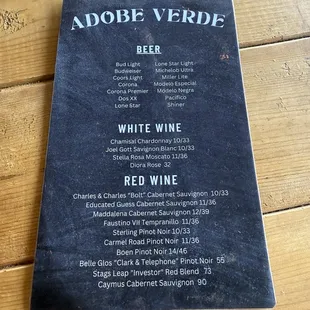 ADOBE VERDE
BEER
Bud Light Lone Star Light
Budweiser Michelob Ultra
Coors Light Miller Lite
Corona Modelo Especial
Corona Premier Modelo Negra
Dos XX Pacifico
Lone Star Shiner
WHITE WINE
Chamisal Chardonnay 10/33
Joel Gott Savignon Blanc 10/33
Stella Rosa Moscato 11/36
Diora Rose 32
RED WINE
Charles & Charles "Bolt" Cabernet Sauvignon 10/33
Educated Guess Cabernet Sauvignon 11/36
Maddalena Cabernet Sauvignon 12/39
Faustino VII Tempranillo 11/36
Sterling Pinot Noir 10/33
Carmel Road Pinot Noir 11/36
Boen Pinot Noir 14/46
Belle Glos "Clark & Telephone" Pinot Noir 55
Stags Leap "Investor" Red Blend 73
Caymus Cabernet Sauvignon 90